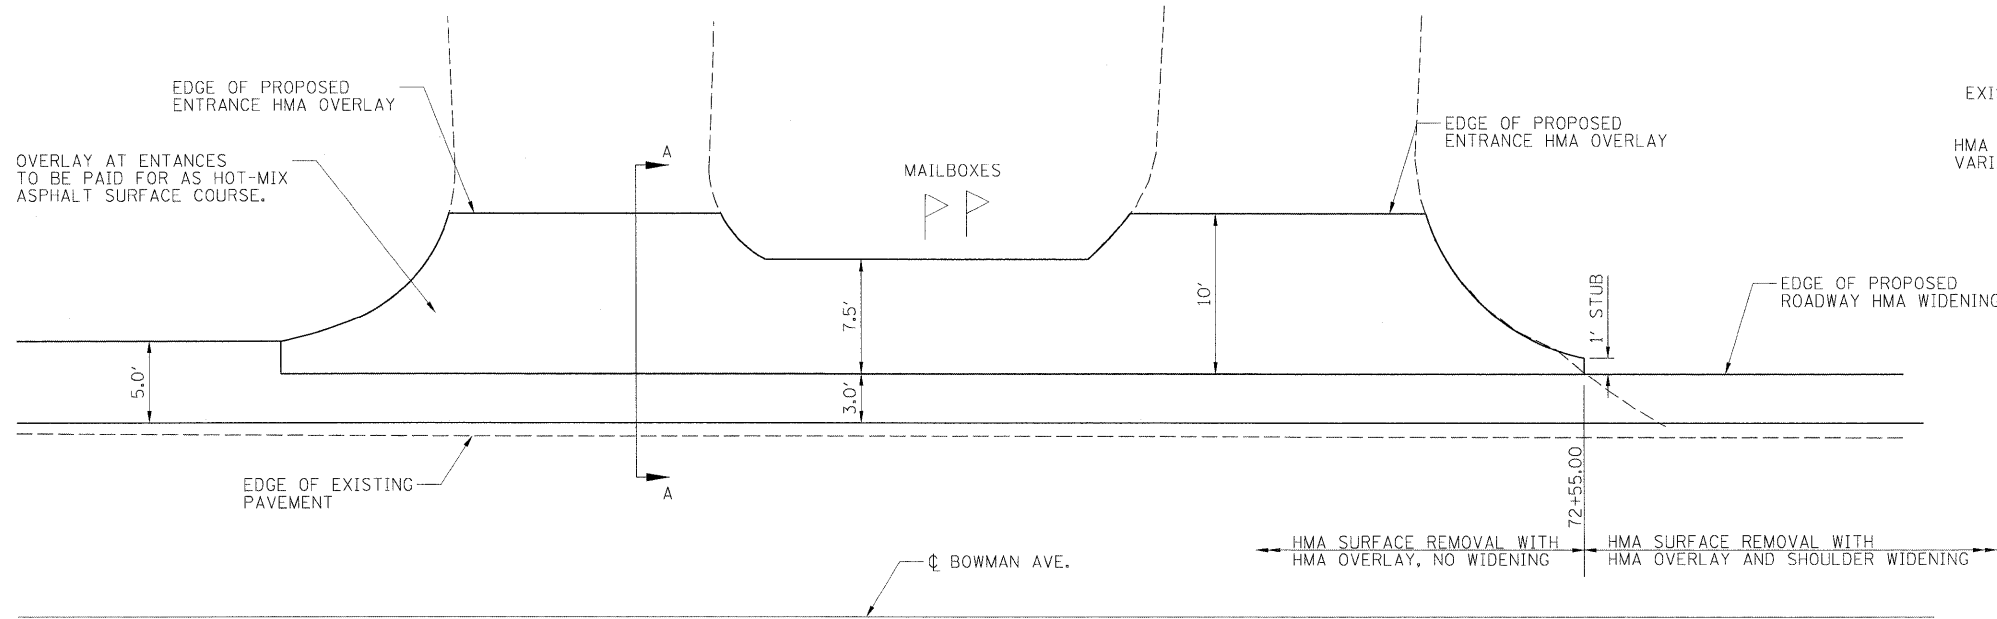 EDGE OF PROPOSED
ENTRANCE HMA OVERLAY
OVERLAY AT ENTANCES
TO BE PAID FOR AS HOT-MIX
ASPHALT SURFACE COURSE.
A
MAILBOXES
EDGE OF PROPOSED
ENTRANCE HMA OVERLAY
EXI
HMA
VARI
5.0'
7.5'
3.0'
10'
1' STUB
EDGE OF PROPOSED
ROADWAY HMA WIDENING
EDGE OF EXISTING
PAVEMENT
A
72+55.00
HMA SURFACE REMOVAL WITH
HMA OVERLAY, NO WIDENING
HMA SURFACE REMOVAL WITH
HMA OVERLAY AND SHOULDER WIDENING
℄ BOWMAN AVE.